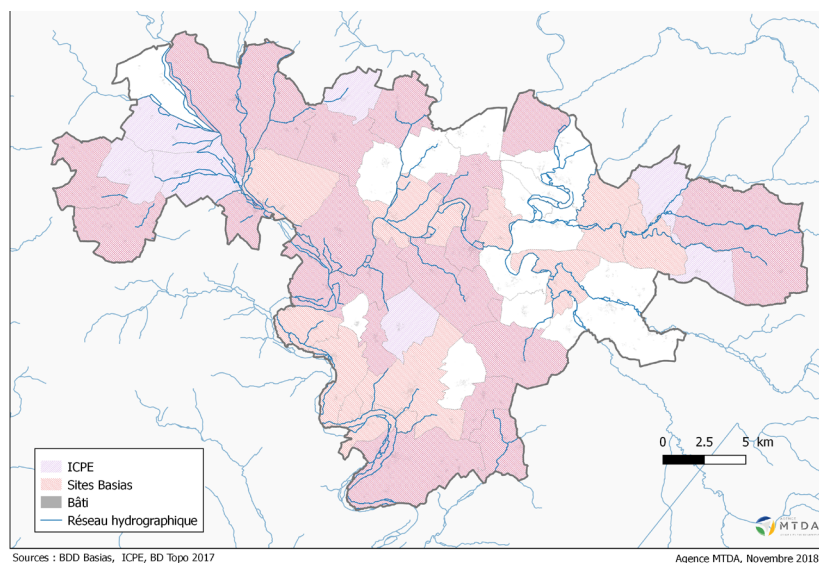 0 2.5 5 km
ICPE
Sites Basias
Bâti
Réseau hydrographique
MTDA
Sources : BDD Basias, ICPE, BD Topo 2017
Agence MTDA, Novembre 2018